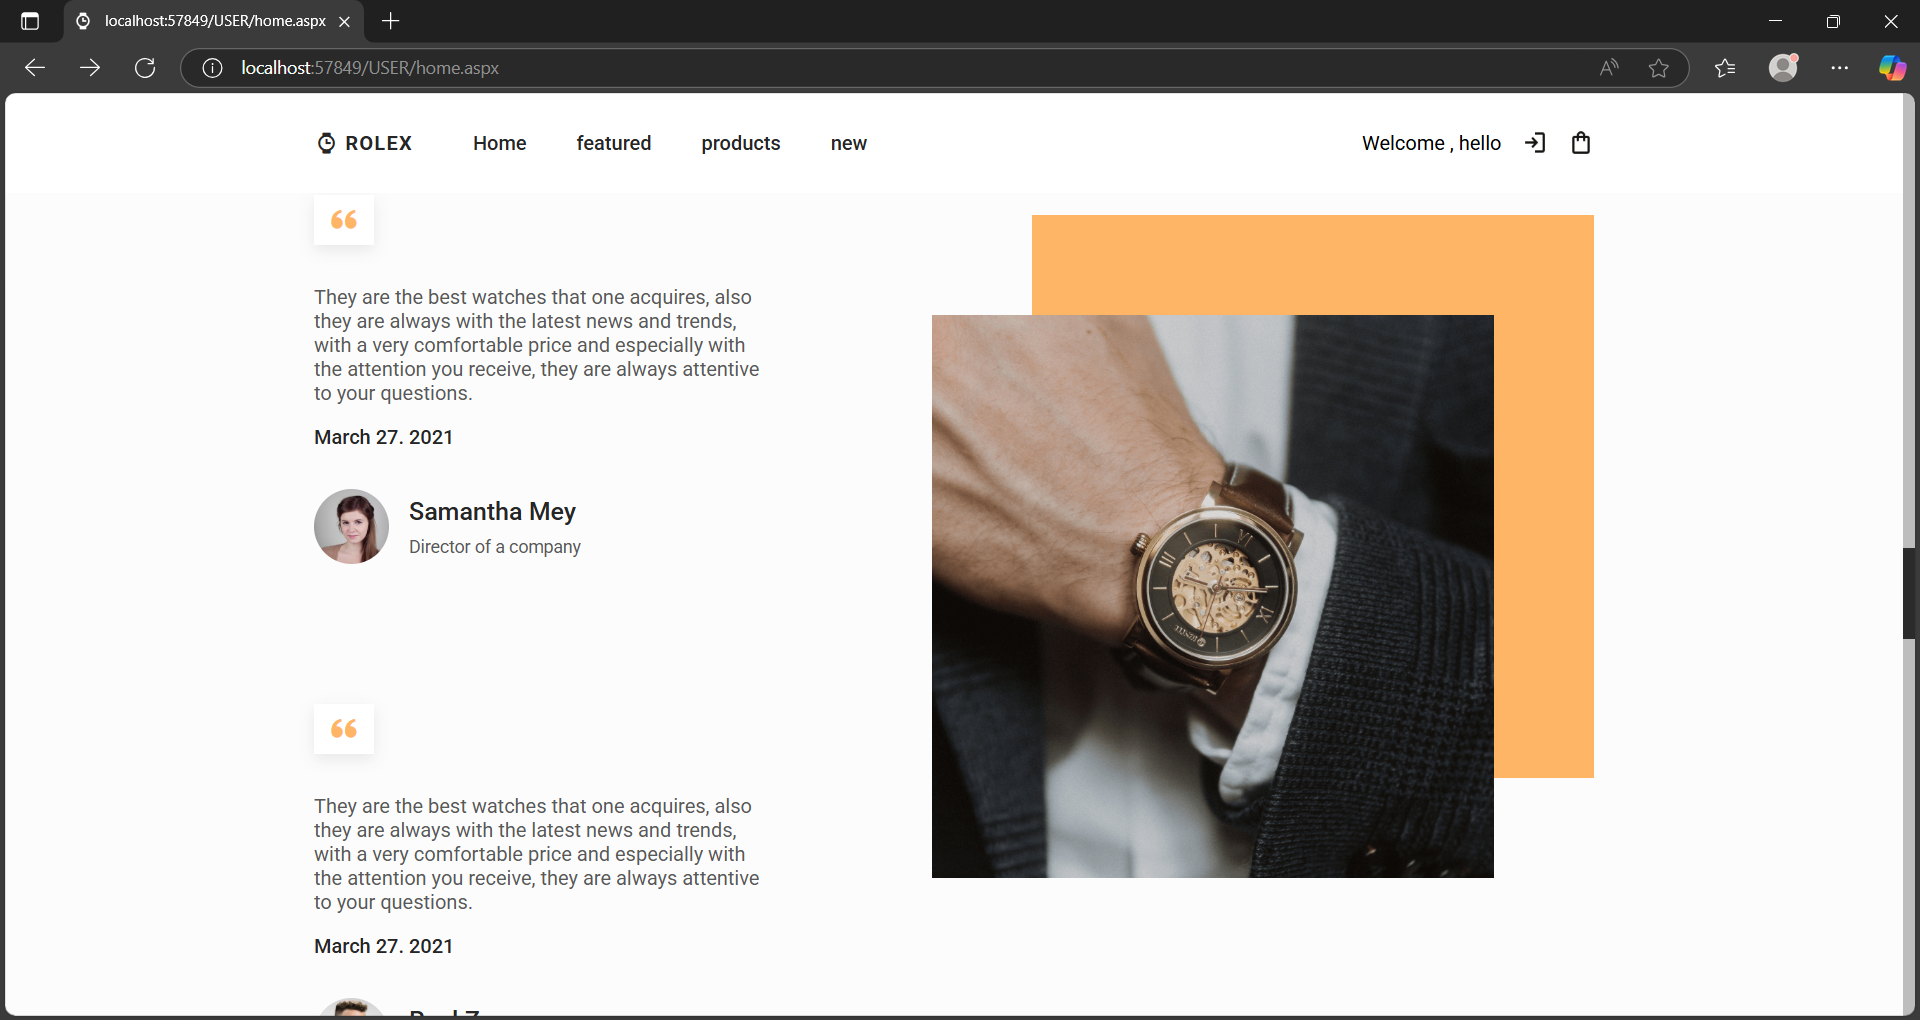 localhost:57849/USER/home.aspx
localhost:57849/USER/home.aspx
ROLEX Home featured products new Welcome , hello
“
They are the best watches that one acquires, also
they are always with the latest news and trends,
with a very comfortable price and especially with
the attention you receive, they are always attentive
to your questions.
March 27. 2021
Samantha Mey
Director of a company
“
They are the best watches that one acquires, also
they are always with the latest news and trends,
with a very comfortable price and especially with
the attention you receive, they are always attentive
to your questions.
March 27. 2021